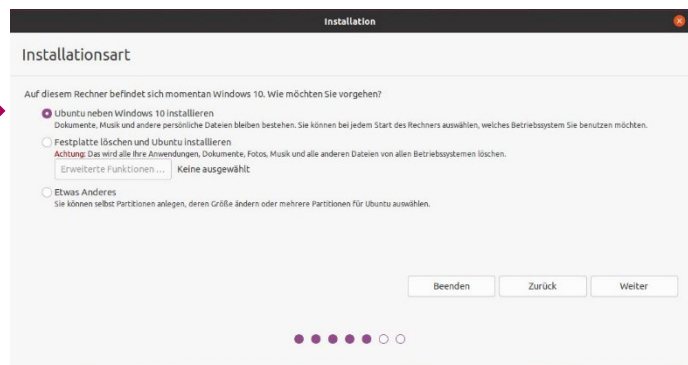 Installation
Installationsart
Auf diesem Rechner befindet sich momentan Windows 10. Wie möchten Sie vorgehen?
Ubuntu neben Windows 10 installieren
Dokumente, Musik und andere persönliche Dateien bleiben bestehen. Sie können bei jedem Start des Rechners auswählen, welches Betriebssystem Sie benutzen möchten.
Festplatte löschen und Ubuntu installieren
Achtung: Das wird alle Ihre Anwendungen, Dokumente, Fotos, Musik und alle anderen Dateien von allen Betriebssystemen löschen.
Erweiterte Funktionen ... Keine ausgewählt
Etwas Anderes
Sie können selbst Partitionen anlegen, deren Größe ändern oder mehrere Partitionen für Ubuntu auswählen.
Beenden Zurück Weiter